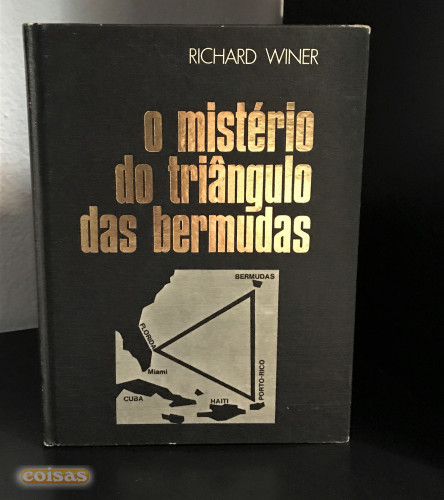 RICHARD WINER
o mistério
do triângulo
das bermudas
BERMUDAS
FLORIDA
Miami
PORTO-RICO
CUBA
HAITI
coisas